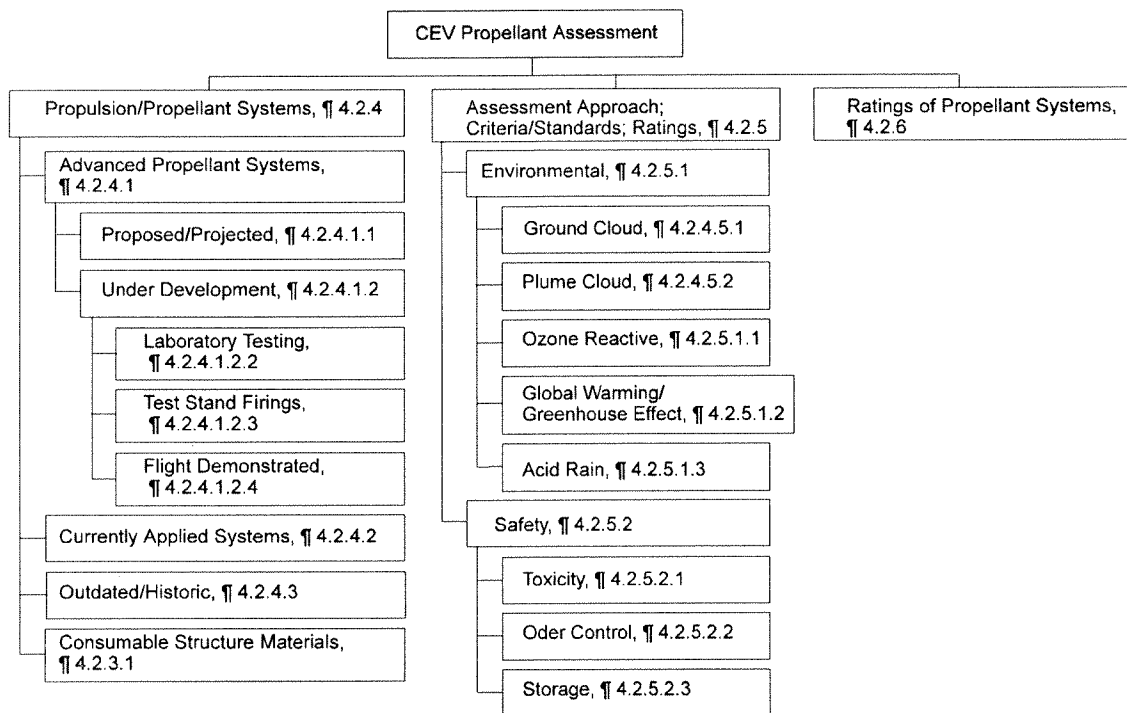 CEV Propellant Assessment
Propulsion/Propellant Systems, ¶ 4.2.4
Advanced Propellant Systems,
¶ 4.2.4.1
Proposed/Projected, ¶ 4.2.4.1.1
Under Development, ¶ 4.2.4.1.2
Laboratory Testing,
¶ 4.2.4.1.2.2
Test Stand Firings,
¶ 4.2.4.1.2.3
Flight Demonstrated,
¶ 4.2.4.1.2.4
Currently Applied Systems, ¶ 4.2.4.2
Outdated/Historic, ¶ 4.2.4.3
Consumable Structure Materials,
¶ 4.2.3.1
Assessment Approach;
Criteria/Standards; Ratings, ¶ 4.2.5
Environmental, ¶ 4.2.5.1
Ground Cloud, ¶ 4.2.4.5.1
Plume Cloud, ¶ 4.2.4.5.2
Ozone Reactive, ¶ 4.2.5.1.1
Global Warming/
Greenhouse Effect, ¶ 4.2.5.1.2
Acid Rain, ¶ 4.2.5.1.3
Safety, ¶ 4.2.5.2
Toxicity, ¶ 4.2.5.2.1
Oder Control, ¶ 4.2.5.2.2
Storage, ¶ 4.2.5.2.3
Ratings of Propellant Systems,
¶ 4.2.6